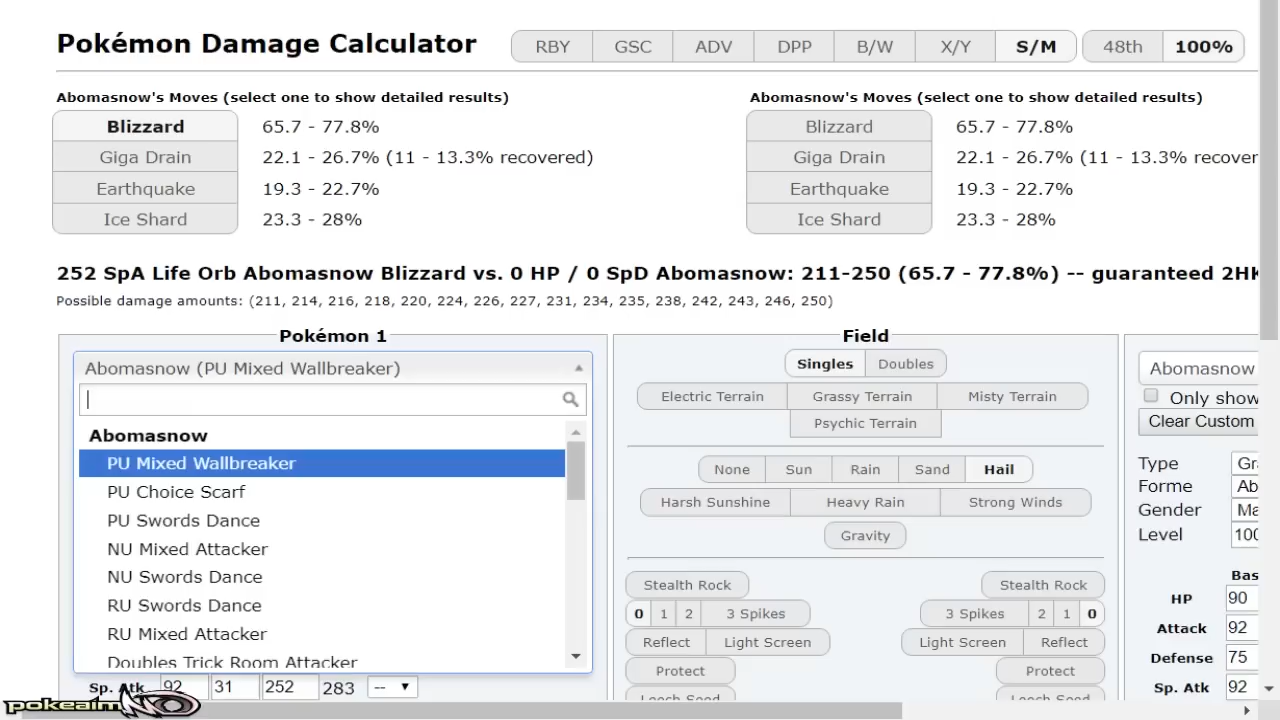 Pokémon Damage Calculator
RBY GSC ADV DPP B/W X/Y S/M 48th 100%
Abomasnow's Moves (select one to show detailed results)
Blizzard 65.7 - 77.8%
Giga Drain 22.1 - 26.7% (11 - 13.3% recovered)
Earthquake 19.3 - 22.7%
Ice Shard 23.3 - 28%
Abomasnow's Moves (select one to show detailed results)
Blizzard 65.7 - 77.8%
Giga Drain 22.1 - 26.7% (11 - 13.3% recover
Earthquake 19.3 - 22.7%
Ice Shard 23.3 - 28%
252 SpA Life Orb Abomasnow Blizzard vs. 0 HP / 0 SpD Abomasnow: 211-250 (65.7 - 77.8%) -- guaranteed 2HK
Possible damage amounts: (211, 214, 216, 218, 220, 224, 226, 227, 231, 234, 235, 238, 242, 243, 246, 250)
Pokémon 1
Abomasnow (PU Mixed Wallbreaker)
Abomasnow
PU Mixed Wallbreaker
PU Choice Scarf
PU Swords Dance
NU Mixed Attacker
NU Swords Dance
RU Swords Dance
RU Mixed Attacker
Doubles Trick Room Attacker
Sp. Atk 92 31 252 283 --
Field
Singles Doubles
Electric Terrain Grassy Terrain Misty Terrain
Psychic Terrain
None Sun Rain Sand Hail
Harsh Sunshine Heavy Rain Strong Winds
Gravity
Stealth Rock Stealth Rock
0 1 2 3 Spikes 3 Spikes 2 1 0
Reflect Light Screen Light Screen Reflect
Protect Protect
Leech Seed Leech Seed
Abomasnow
Only show
Clear Custom
Type Gra
Forme Ab
Gender Ma
Level 100
Bas
HP 90
Attack 92
Defense 75
Sp. Atk 92
pokeaim